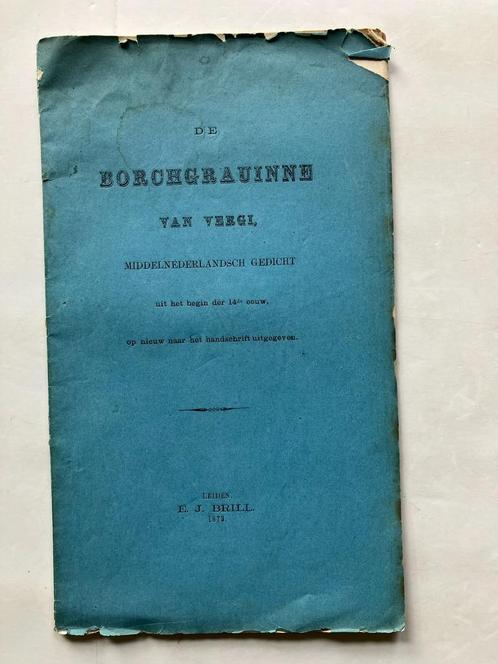 DE
BORCHGRAUINNE
VAN VERGI,
MIDDELNEDERLANDSCH GEDICHT
uit het begin der 14de eeuw,
op nieuw naar het handschrift uitgegeven.
LEIDEN,
E. J. BRILL.
1873.